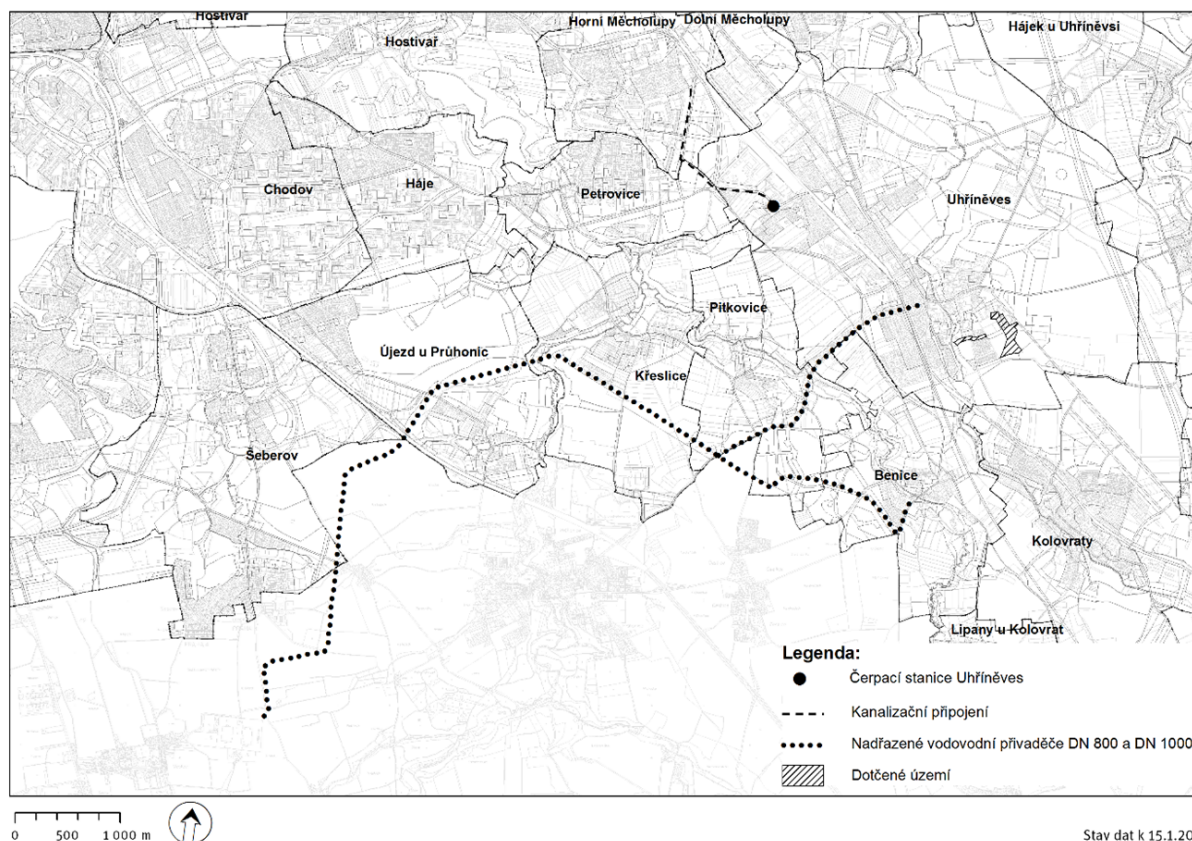 Hostivař
Horní Měcholupy
Dolní Měcholupy
Hájek u Uhříněvsi
Hostivař
Chodov
Háje
Petrovice
Uhříněves
Pitkovice
Újezd u Průhonic
Křeslice
Šeberov
Benice
Kolovraty
Lipany u Kolovrat
Legenda:
Čerpací stanice Uhříněves
Kanalizační připojení
Nadřazené vodovodní přivaděče DN 800 a DN 1000
Dotčené území
0 500 1 000 m
Stav dat k 15.1.20